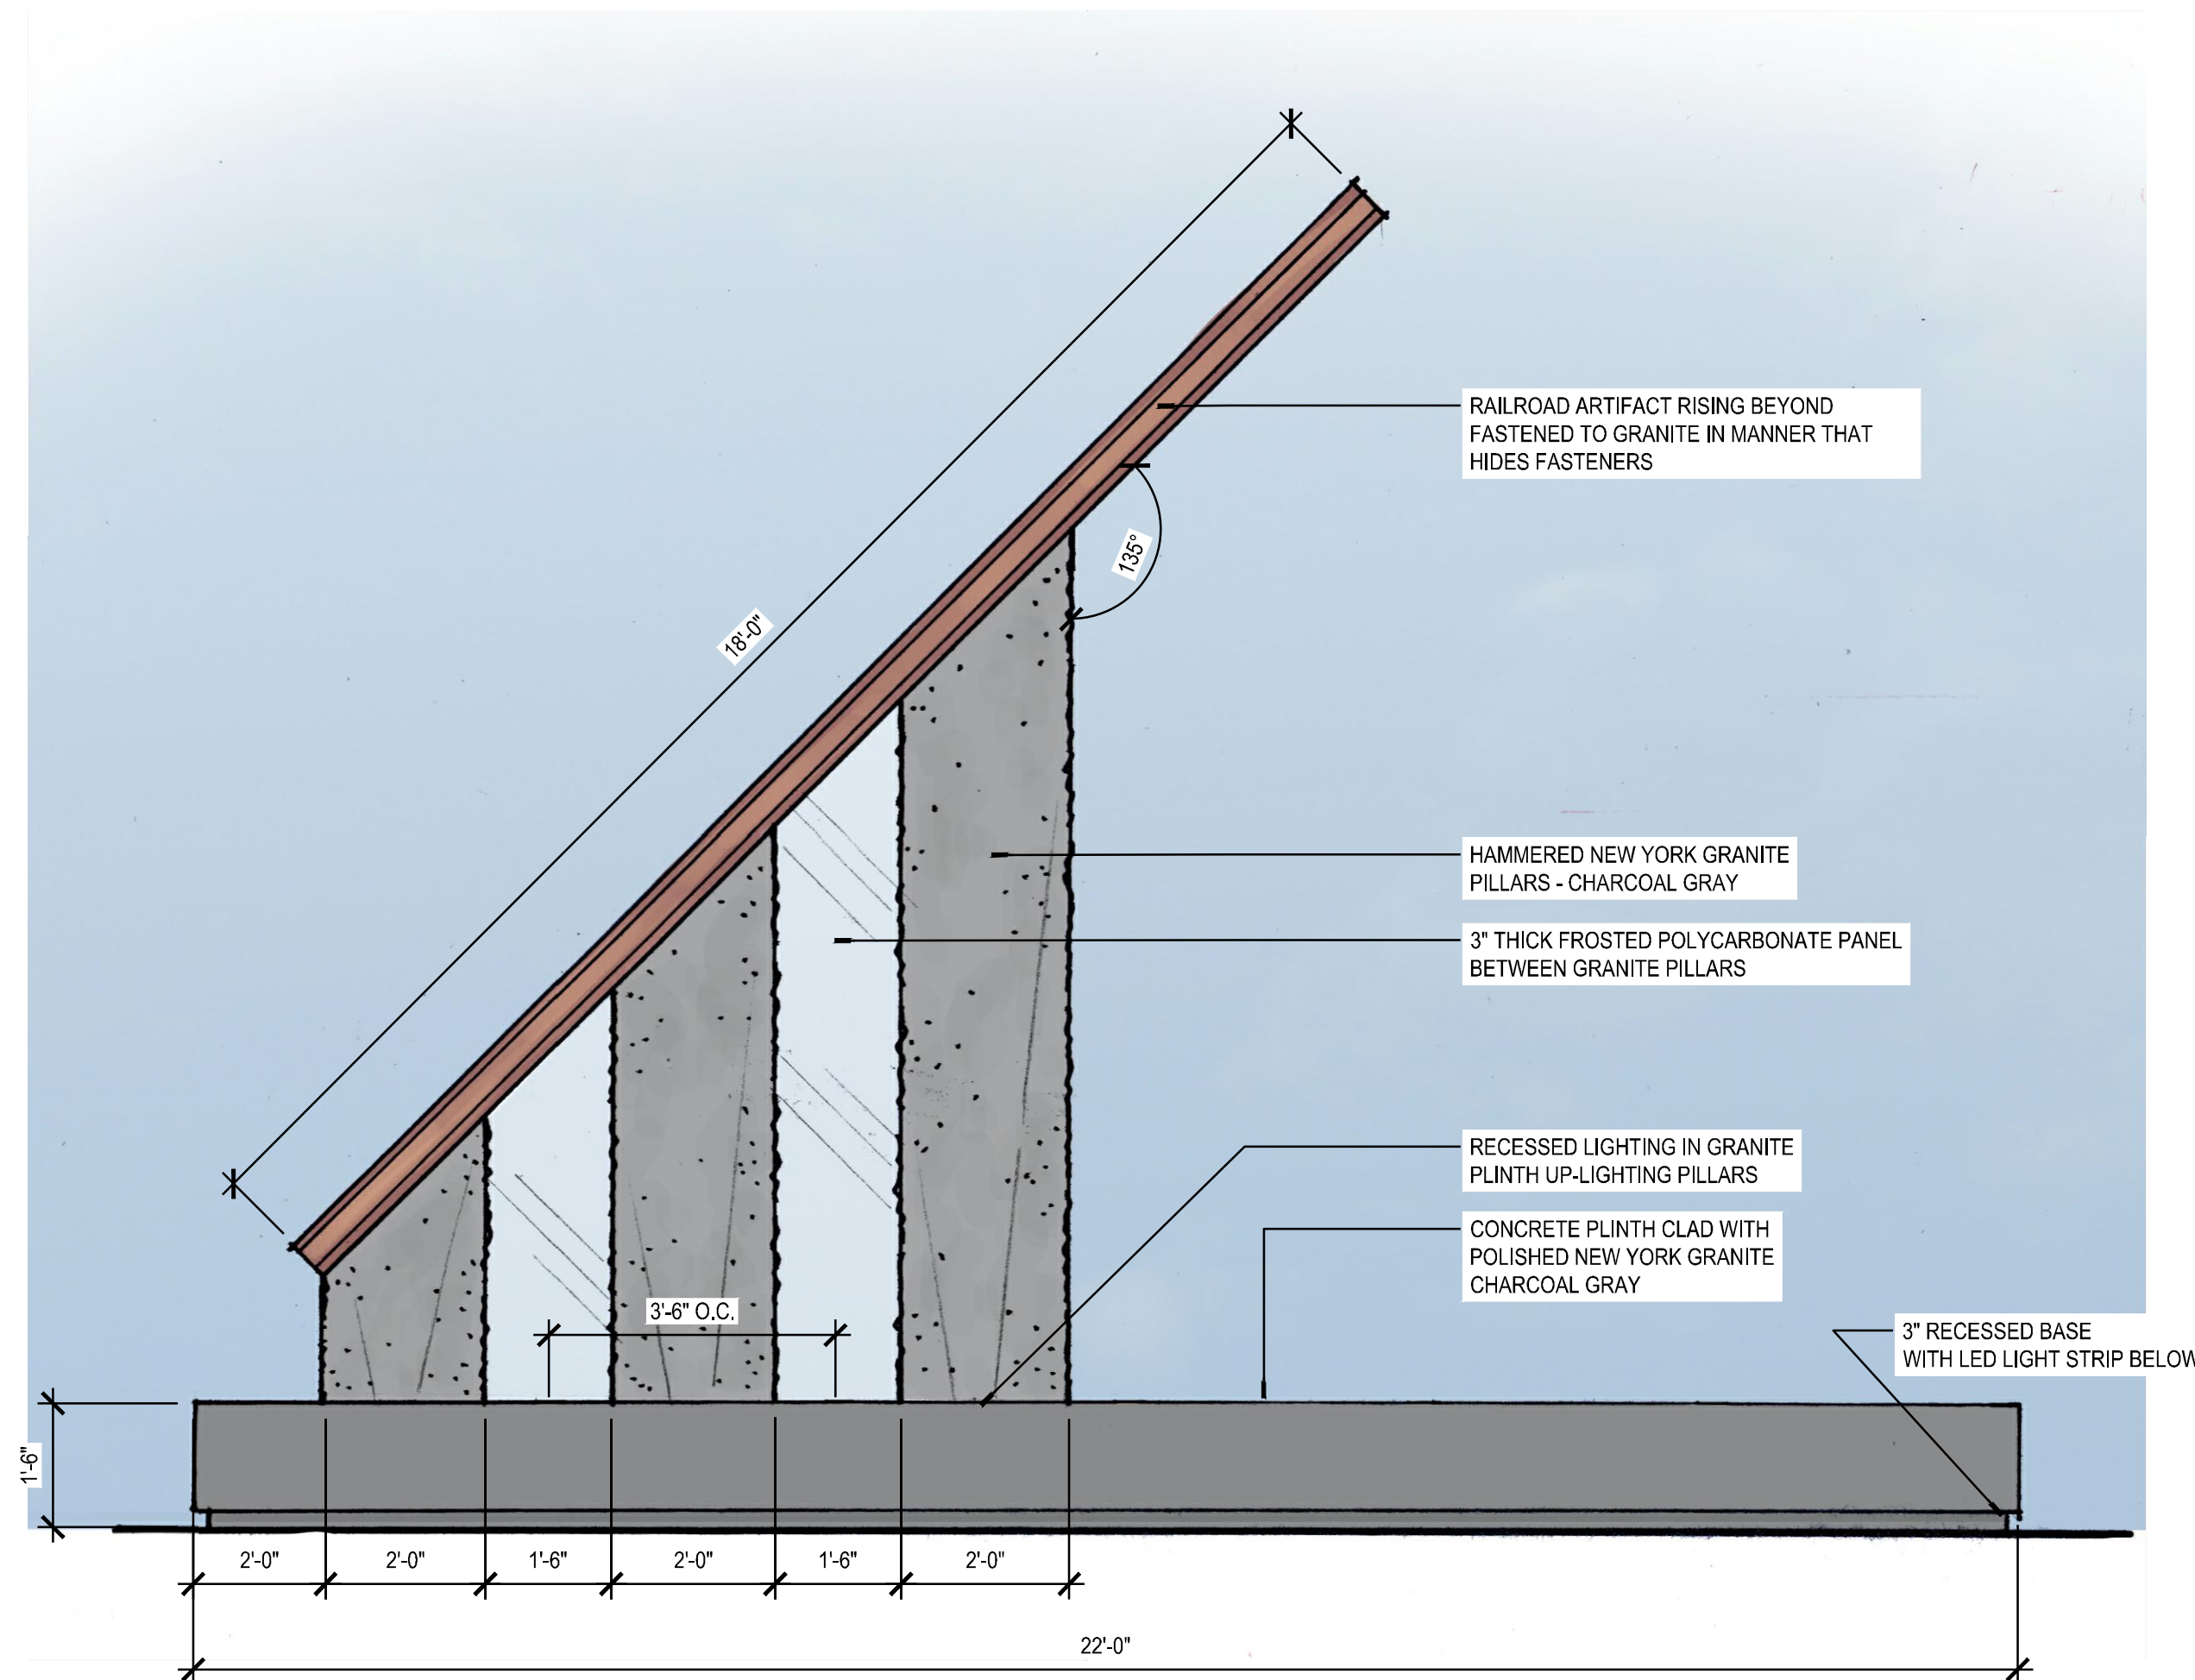 RAILROAD ARTIFACT RISING BEYOND
FASTENED TO GRANITE IN MANNER THAT
HIDES FASTENERS
135°
18'-0"
HAMMERED NEW YORK GRANITE
PILLARS - CHARCOAL GRAY
3" THICK FROSTED POLYCARBONATE PANEL
BETWEEN GRANITE PILLARS
RECESSED LIGHTING IN GRANITE
PLINTH UP-LIGHTING PILLARS
CONCRETE PLINTH CLAD WITH
POLISHED NEW YORK GRANITE
CHARCOAL GRAY
3'-6" O.C.
3" RECESSED BASE
WITH LED LIGHT STRIP BELOW
1'-6"
2'-0" 2'-0" 1'-6" 2'-0" 1'-6" 2'-0"
22'-0"